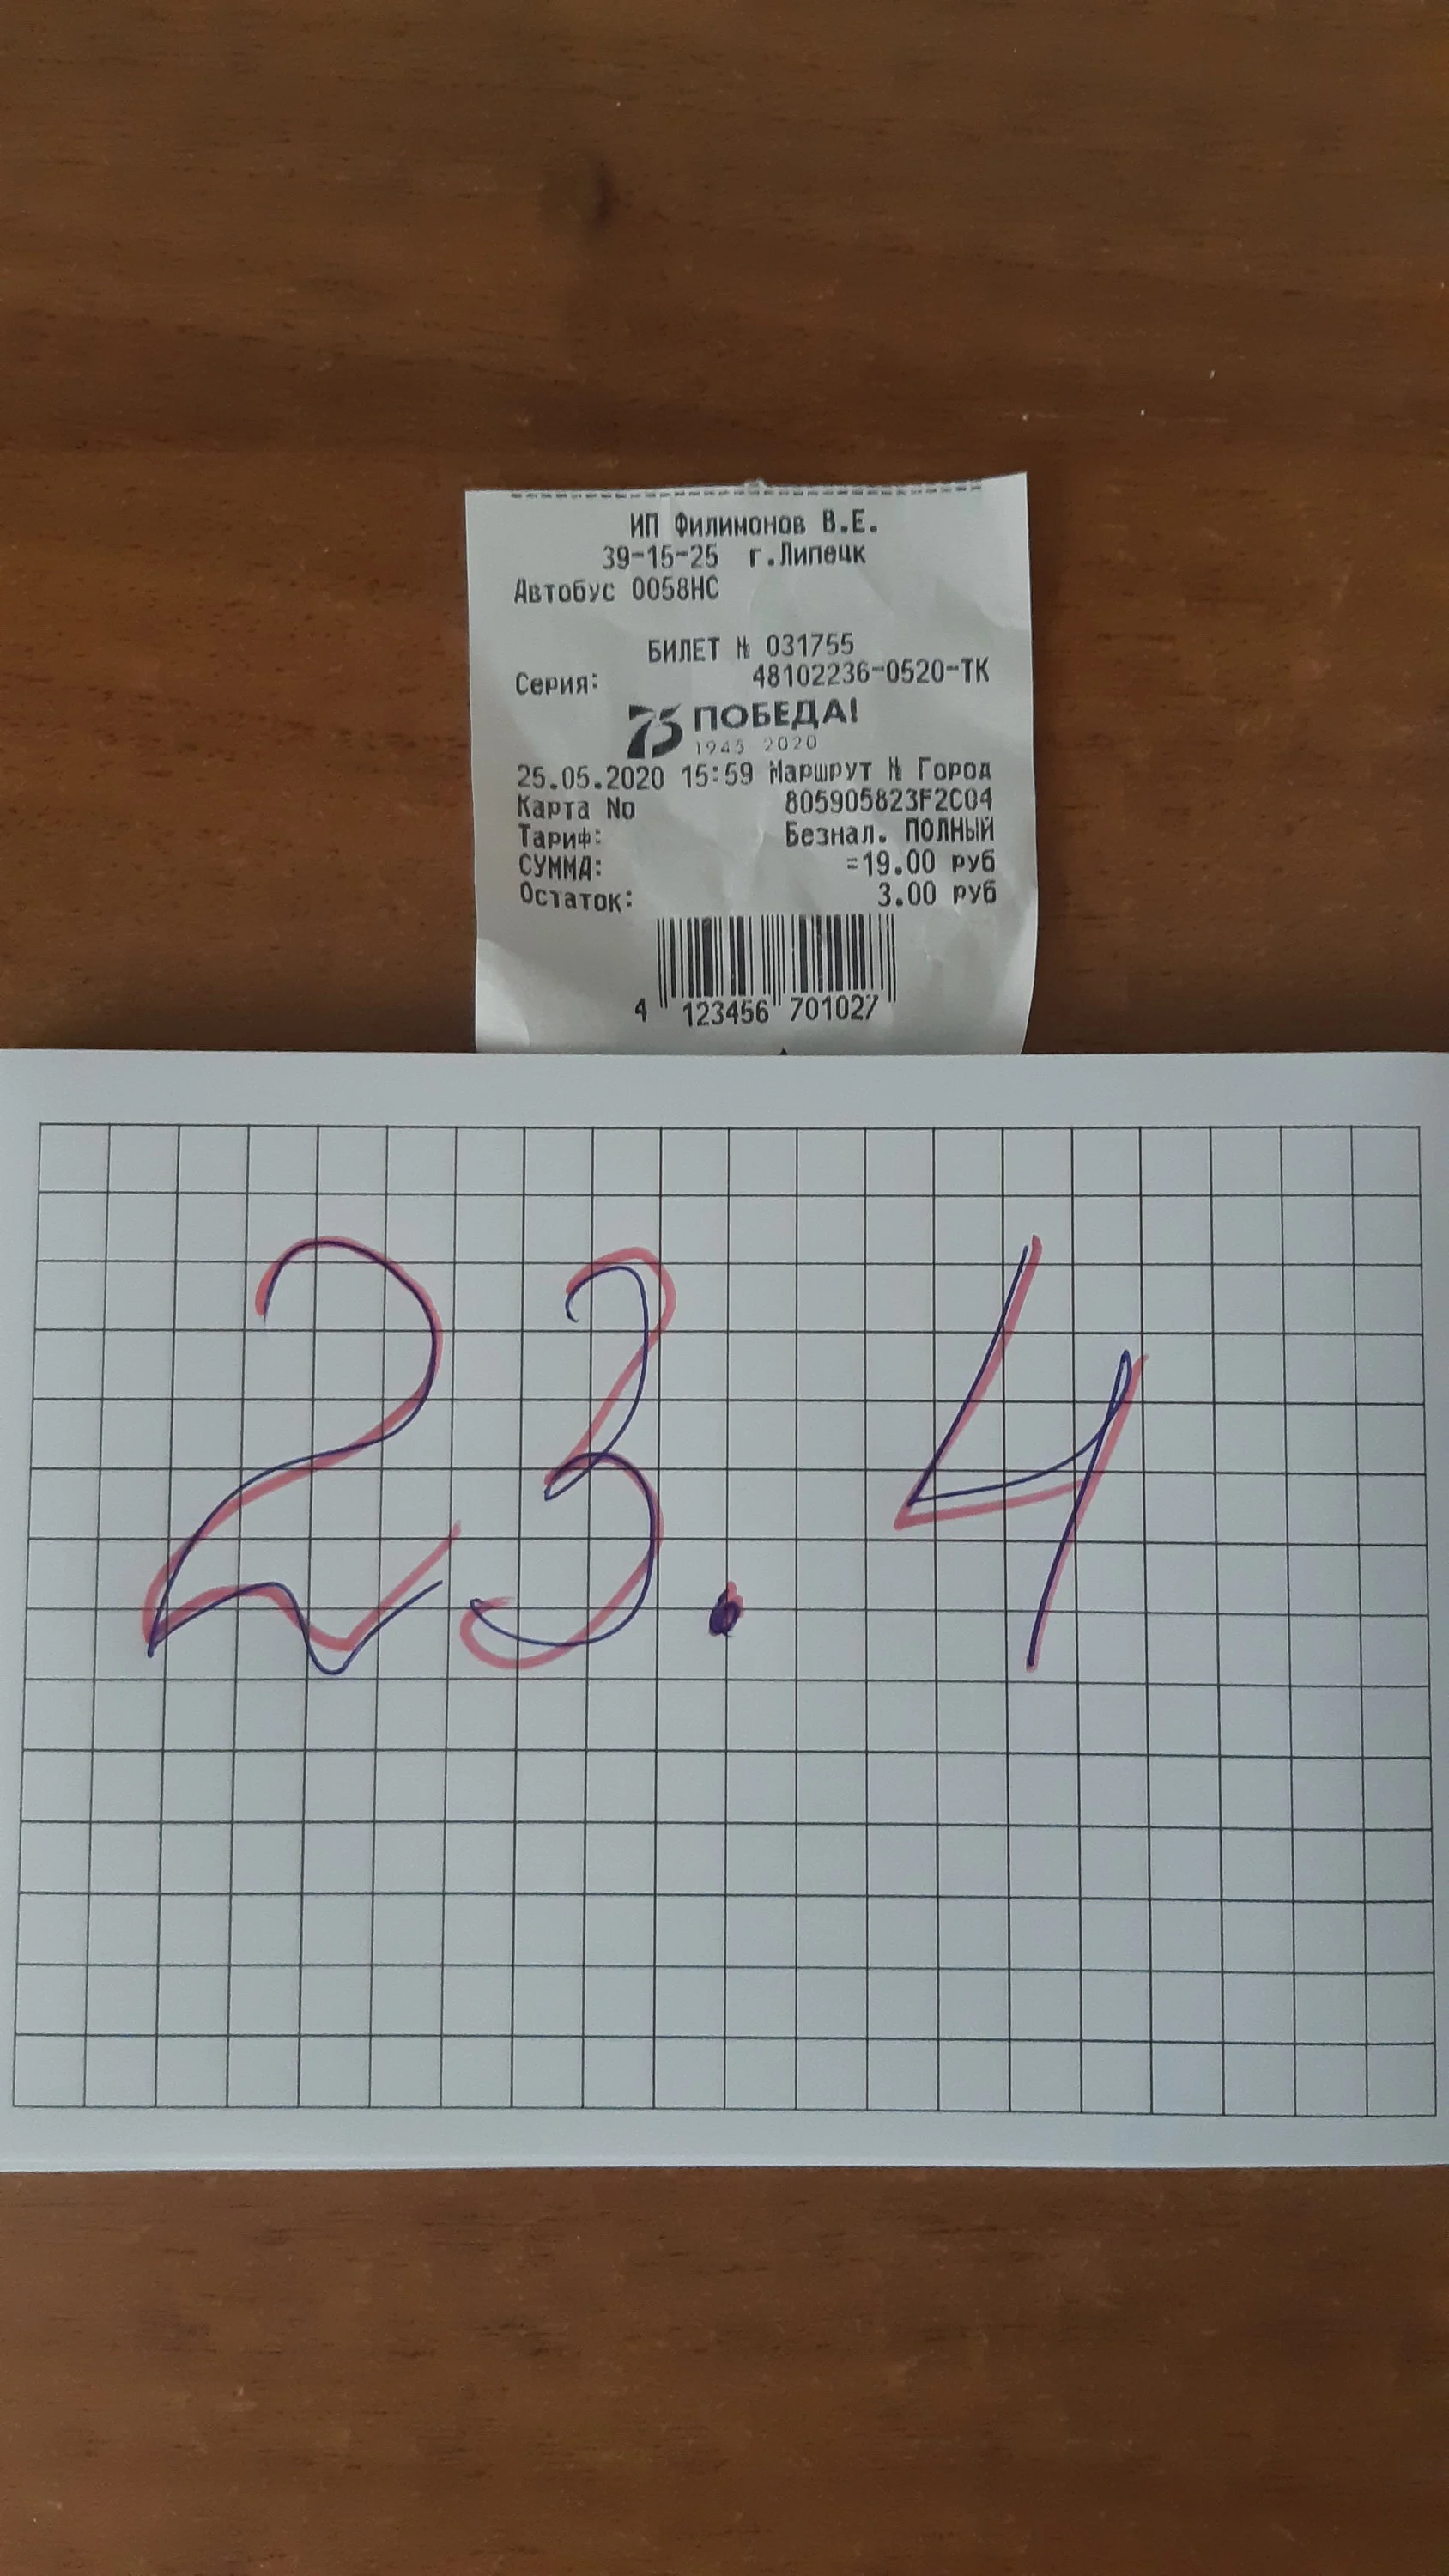 ИП Филимонов В.Е.
39-15-25 г.Липецк
Автобус 0058НС
БИЛЕТ № 031755
Серия: 48102236-0520-ТК
75 ПОБЕДА!
1945 2020
25.05.2020 15:59 Маршрут № Город
Карта No 805905823F2C04
Тариф: Безнал. ПОЛНЫЙ
СУММА: =19.00 руб
Остаток: 3.00 руб
4 123456 701027
23.4